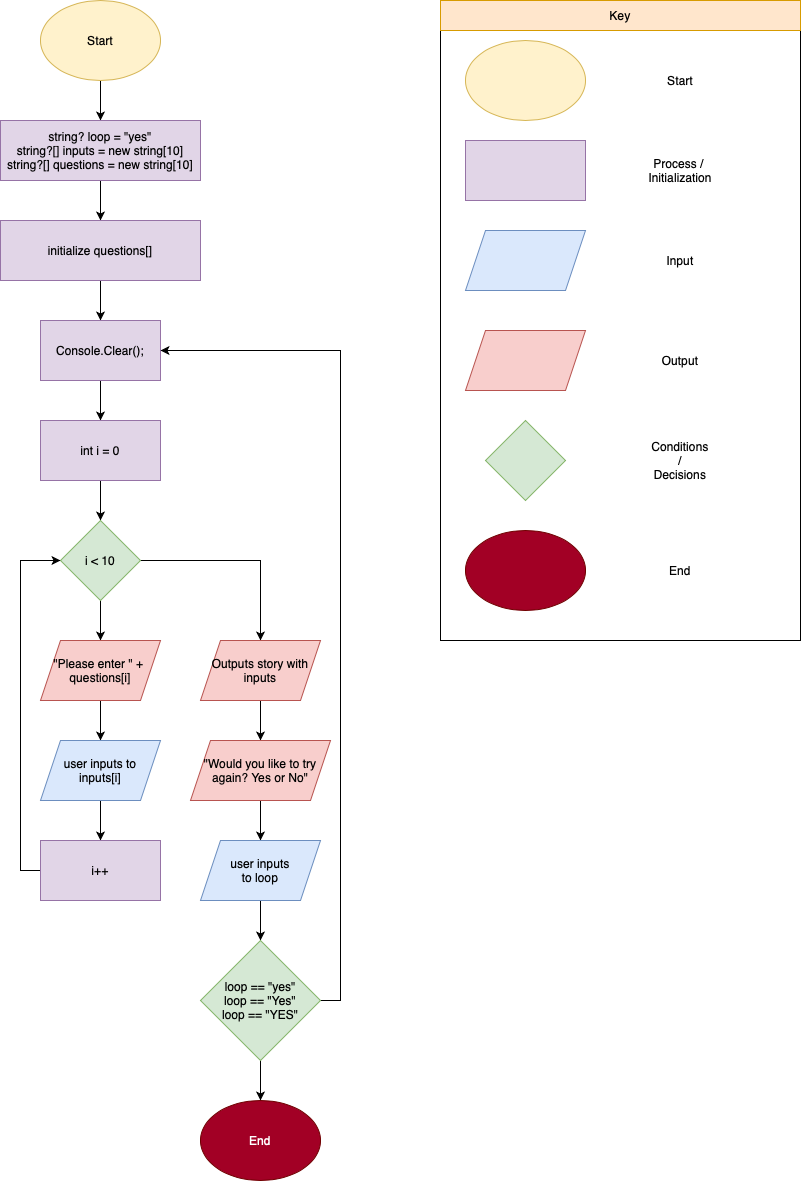 Start
string? loop = "yes"
string?[] inputs = new string[10]
string?[] questions = new string[10]
initialize questions[]
Console.Clear();
int i = 0
i < 10
"Please enter " +
questions[i]
user inputs to
inputs[i]
i++
Outputs story with
inputs
"Would you like to try
again? Yes or No"
user inputs
to loop
loop == "yes"
loop == "Yes"
loop == "YES"
End
Key
Start
Process /
Initialization
Input
Output
Conditions
/
Decisions
End